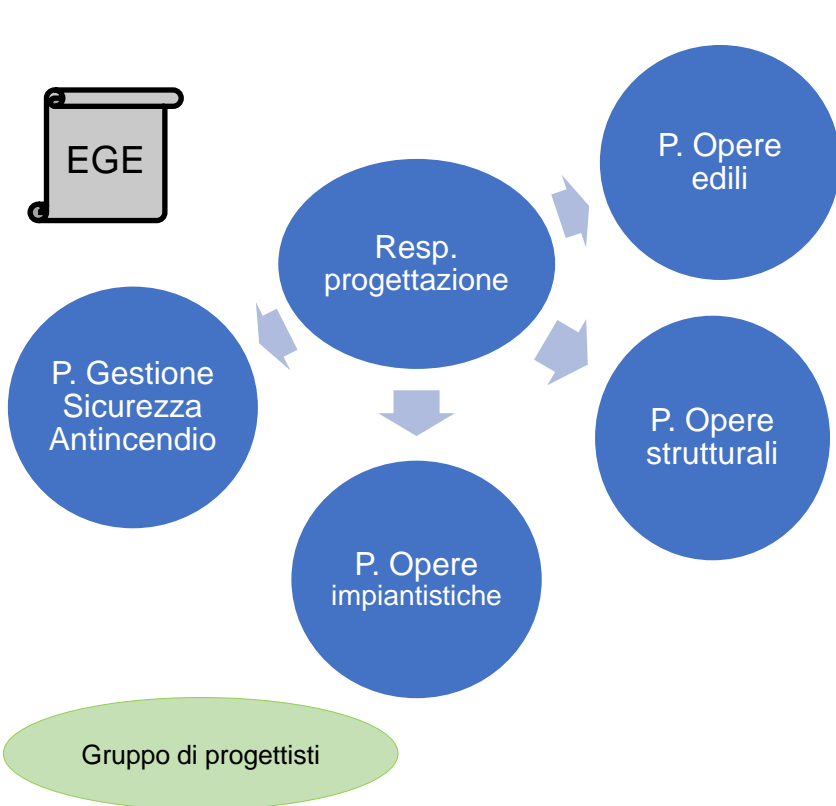 EGE
P. Opere
edili
Resp.
progettazione
P. Gestione
Sicurezza
Antincendio
P. Opere
strutturali
P. Opere
impiantistiche
Gruppo di progettisti